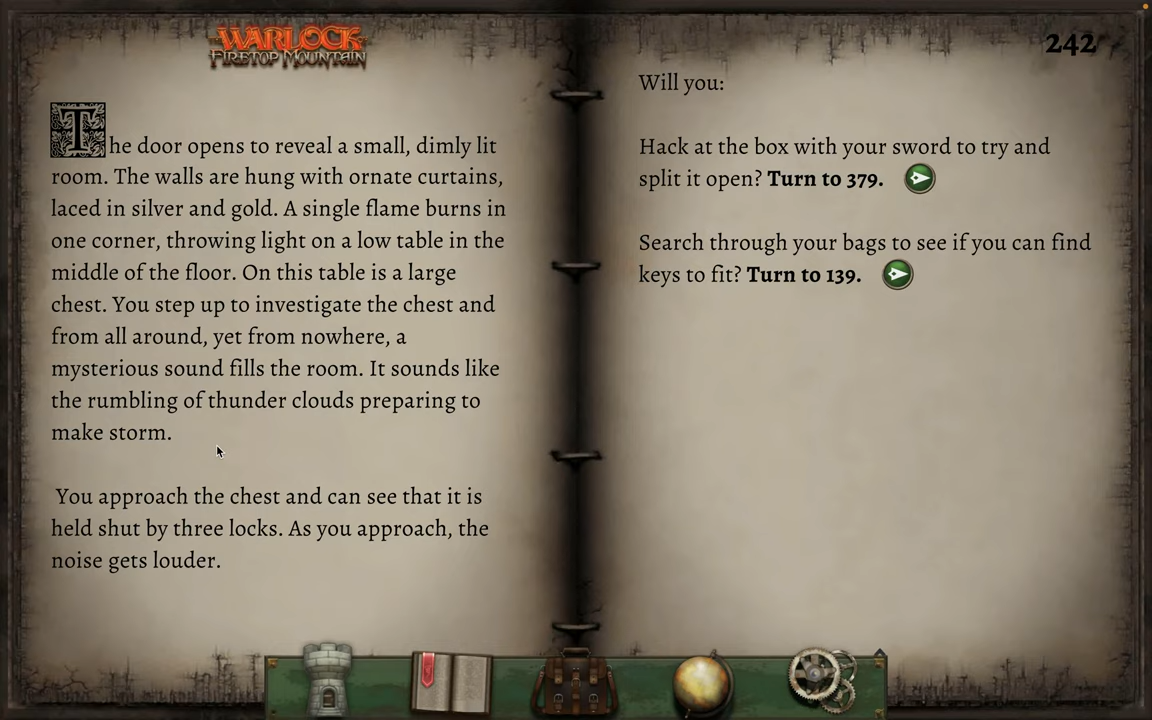 WARLOCK
FIRETOP MOUNTAIN
The door opens to reveal a small, dimly lit
room. The walls are hung with ornate curtains,
laced in silver and gold. A single flame burns in
one corner, throwing light on a low table in the
middle of the floor. On this table is a large
chest. You step up to investigate the chest and
from all around, yet from nowhere, a
mysterious sound fills the room. It sounds like
the rumbling of thunder clouds preparing to
make storm.
You approach the chest and can see that it is
held shut by three locks. As you approach, the
noise gets louder.
242
Will you:
Hack at the box with your sword to try and
split it open? Turn to 379.
Search through your bags to see if you can find
keys to fit? Turn to 139.